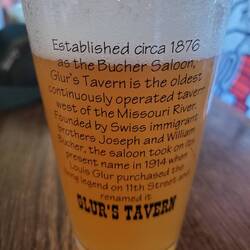 Established circa 1876
as the Bucher Saloon,
Glur's Tavern is the oldest
continuously operated tavern
west of the Missouri River.
Founded by Swiss immigrant
brothers Joseph and William
Bucher, the saloon took on its
present name in 1914 when
Louis Glur purchased the
living legend on 11th Street and
renamed it
GLUR'S TAVERN